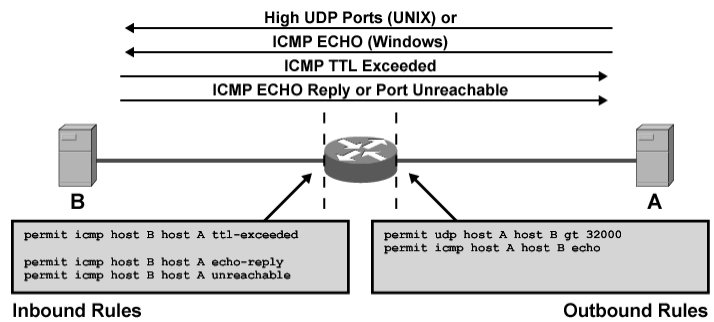 High UDP Ports (UNIX) or
ICMP ECHO (Windows)
ICMP TTL Exceeded
ICMP ECHO Reply or Port Unreachable
B
A
permit icmp host B host A ttl-exceeded
permit icmp host B host A echo-reply
permit icmp host B host A unreachable
permit udp host A host B gt 32000
permit icmp host A host B echo
Inbound Rules
Outbound Rules